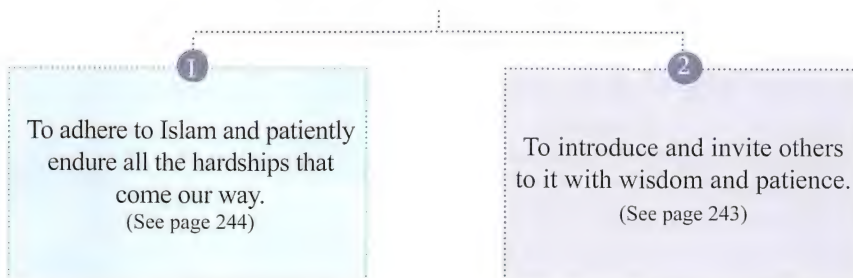 1
To adhere to Islam and patiently
endure all the hardships that
come our way.
(See page 244)
2
To introduce and invite others
to it with wisdom and patience.
(See page 243)